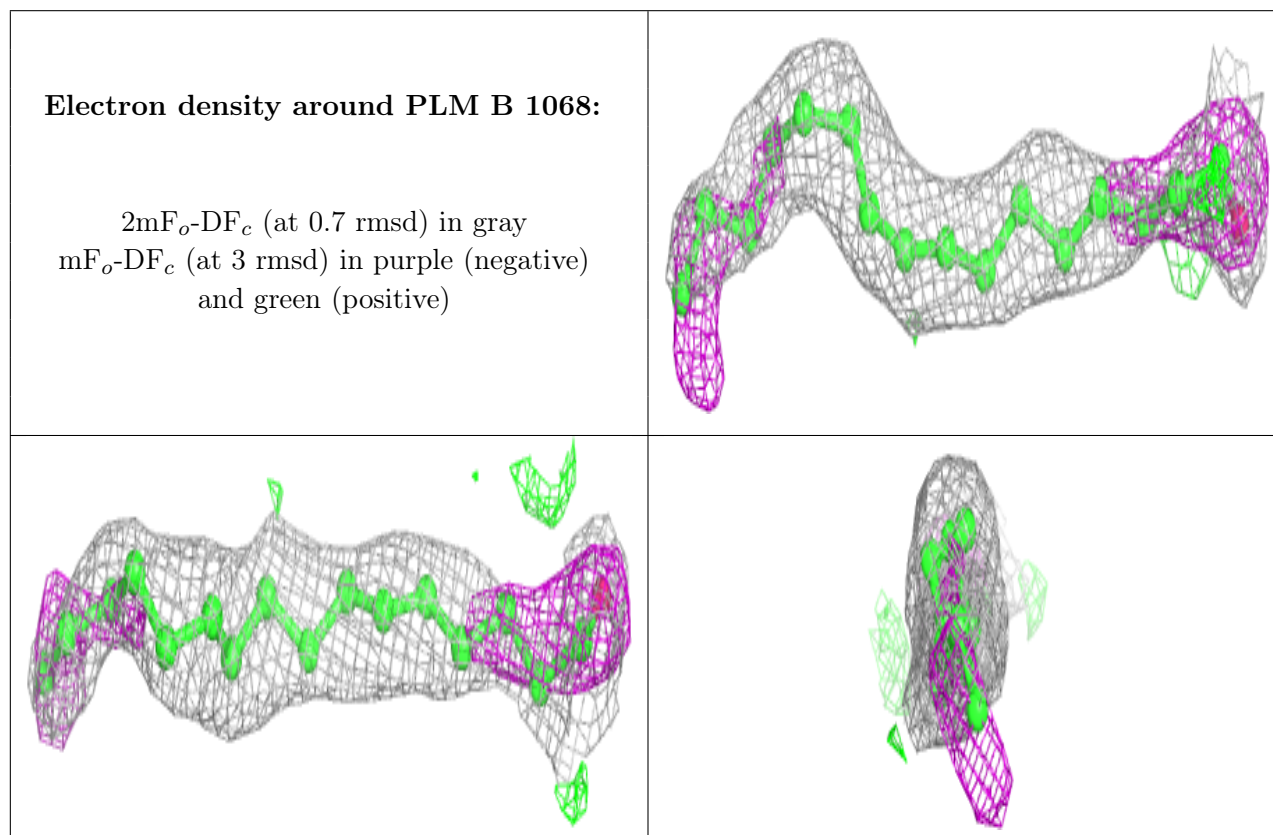 Electron density around PLM B 1068:
2mFₒ-DF𝒸 (at 0.7 rmsd) in gray
mFₒ-DF𝒸 (at 3 rmsd) in purple (negative)
and green (positive)